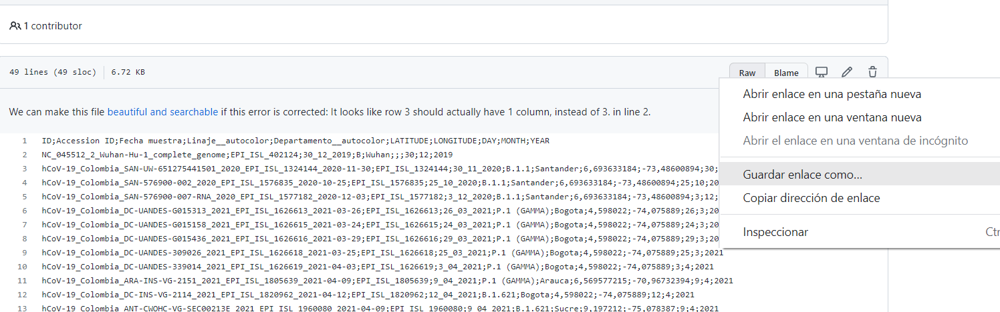 1 contributor
49 lines (49 sloc) 6.72 KB
Raw Blame
We can make this file beautiful and searchable if this error is corrected: It looks like row 3 should actually have 1 column, instead of 3. in line 2.
1 ID;Accession ID;Fecha muestra;Linaje__autocolor;Departamento__autocolor;LATITUDE;LONGITUDE;DAY;MONTH;YEAR
2 NC_045512_2_Wuhan-Hu-1_complete_genome;EPI_ISL_402124;30_12_2019;B;Wuhan;;;30;12;2019
3 hCoV-19_Colombia_SAN-UW-651275441501_2020_EPI_ISL_1324144_2020-11-30;EPI_ISL_1324144;30_11_2020;B.1.1;Santander;6,693633184;-73,48600894;30;
4 hCoV-19_Colombia_SAN-576900-002_2020_EPI_ISL_1576835_2020-10-25;EPI_ISL_1576835;25_10_2020;B.1.1;Santander;6,693633184;-73,48600894;25;10;20
5 hCoV-19_Colombia_SAN-576900-007-RNA_2020_EPI_ISL_1577182_2020-12-03;EPI_ISL_1577182;3_12_2020;B.1.1;Santander;6,693633184;-73,48600894;3;12;
6 hCoV-19_Colombia_DC-UANDES-G015313_2021_EPI_ISL_1626613_2021-03-26;EPI_ISL_1626613;26_03_2021;P.1 (GAMMA);Bogota;4,598022;-74,075889;26;3;20
7 hCoV-19_Colombia_DC-UANDES-G015158_2021_EPI_ISL_1626615_2021-03-24;EPI_ISL_1626615;24_03_2021;P.1 (GAMMA);Bogota;4,598022;-74,075889;24;3;20
8 hCoV-19_Colombia_DC-UANDES-G015436_2021_EPI_ISL_1626616_2021-03-29;EPI_ISL_1626616;29_03_2021;P.1 (GAMMA);Bogota;4,598022;-74,075889;29;3;20
9 hCoV-19_Colombia_DC-UANDES-309026_2021_EPI_ISL_1626618_2021-03-25;EPI_ISL_1626618;25_03_2021;P.1 (GAMMA);Bogota;4,598022;-74,075889;25;3;2021
10 hCoV-19_Colombia_DC-UANDES-339014_2021_EPI_ISL_1626619_2021-04-03;EPI_ISL_1626619;3_04_2021;P.1 (GAMMA);Bogota;4,598022;-74,075889;3;4;2021
11 hCoV-19_Colombia_ARA-INS-VG-2151_2021_EPI_ISL_1805639_2021-04-09;EPI_ISL_1805639;9_04_2021;P.1 (GAMMA);Arauca;6,569577215;-70,96732394;9;4;2021
12 hCoV-19_Colombia_DC-INS-VG-2114_2021_EPI_ISL_1820962_2021-04-12;EPI_ISL_1820962;12_04_2021;B.1.621;Bogota;4,598022;-74,075889;12;4;2021
13 hCoV-19_Colombia_ANT-CWOHC-VG-SEC00213E_2021_EPI_ISL_1960080_2021-04-09;EPI_ISL_1960080;9_04_2021;B.1.621;Sucre;9,197212;-75,078387;9;4;2021
Abrir enlace en una pestaña nueva
Abrir enlace en una ventana nueva
Abrir el enlace en una ventana de incógnito
Guardar enlace como...
Copiar dirección de enlace
Inspeccionar Ctr